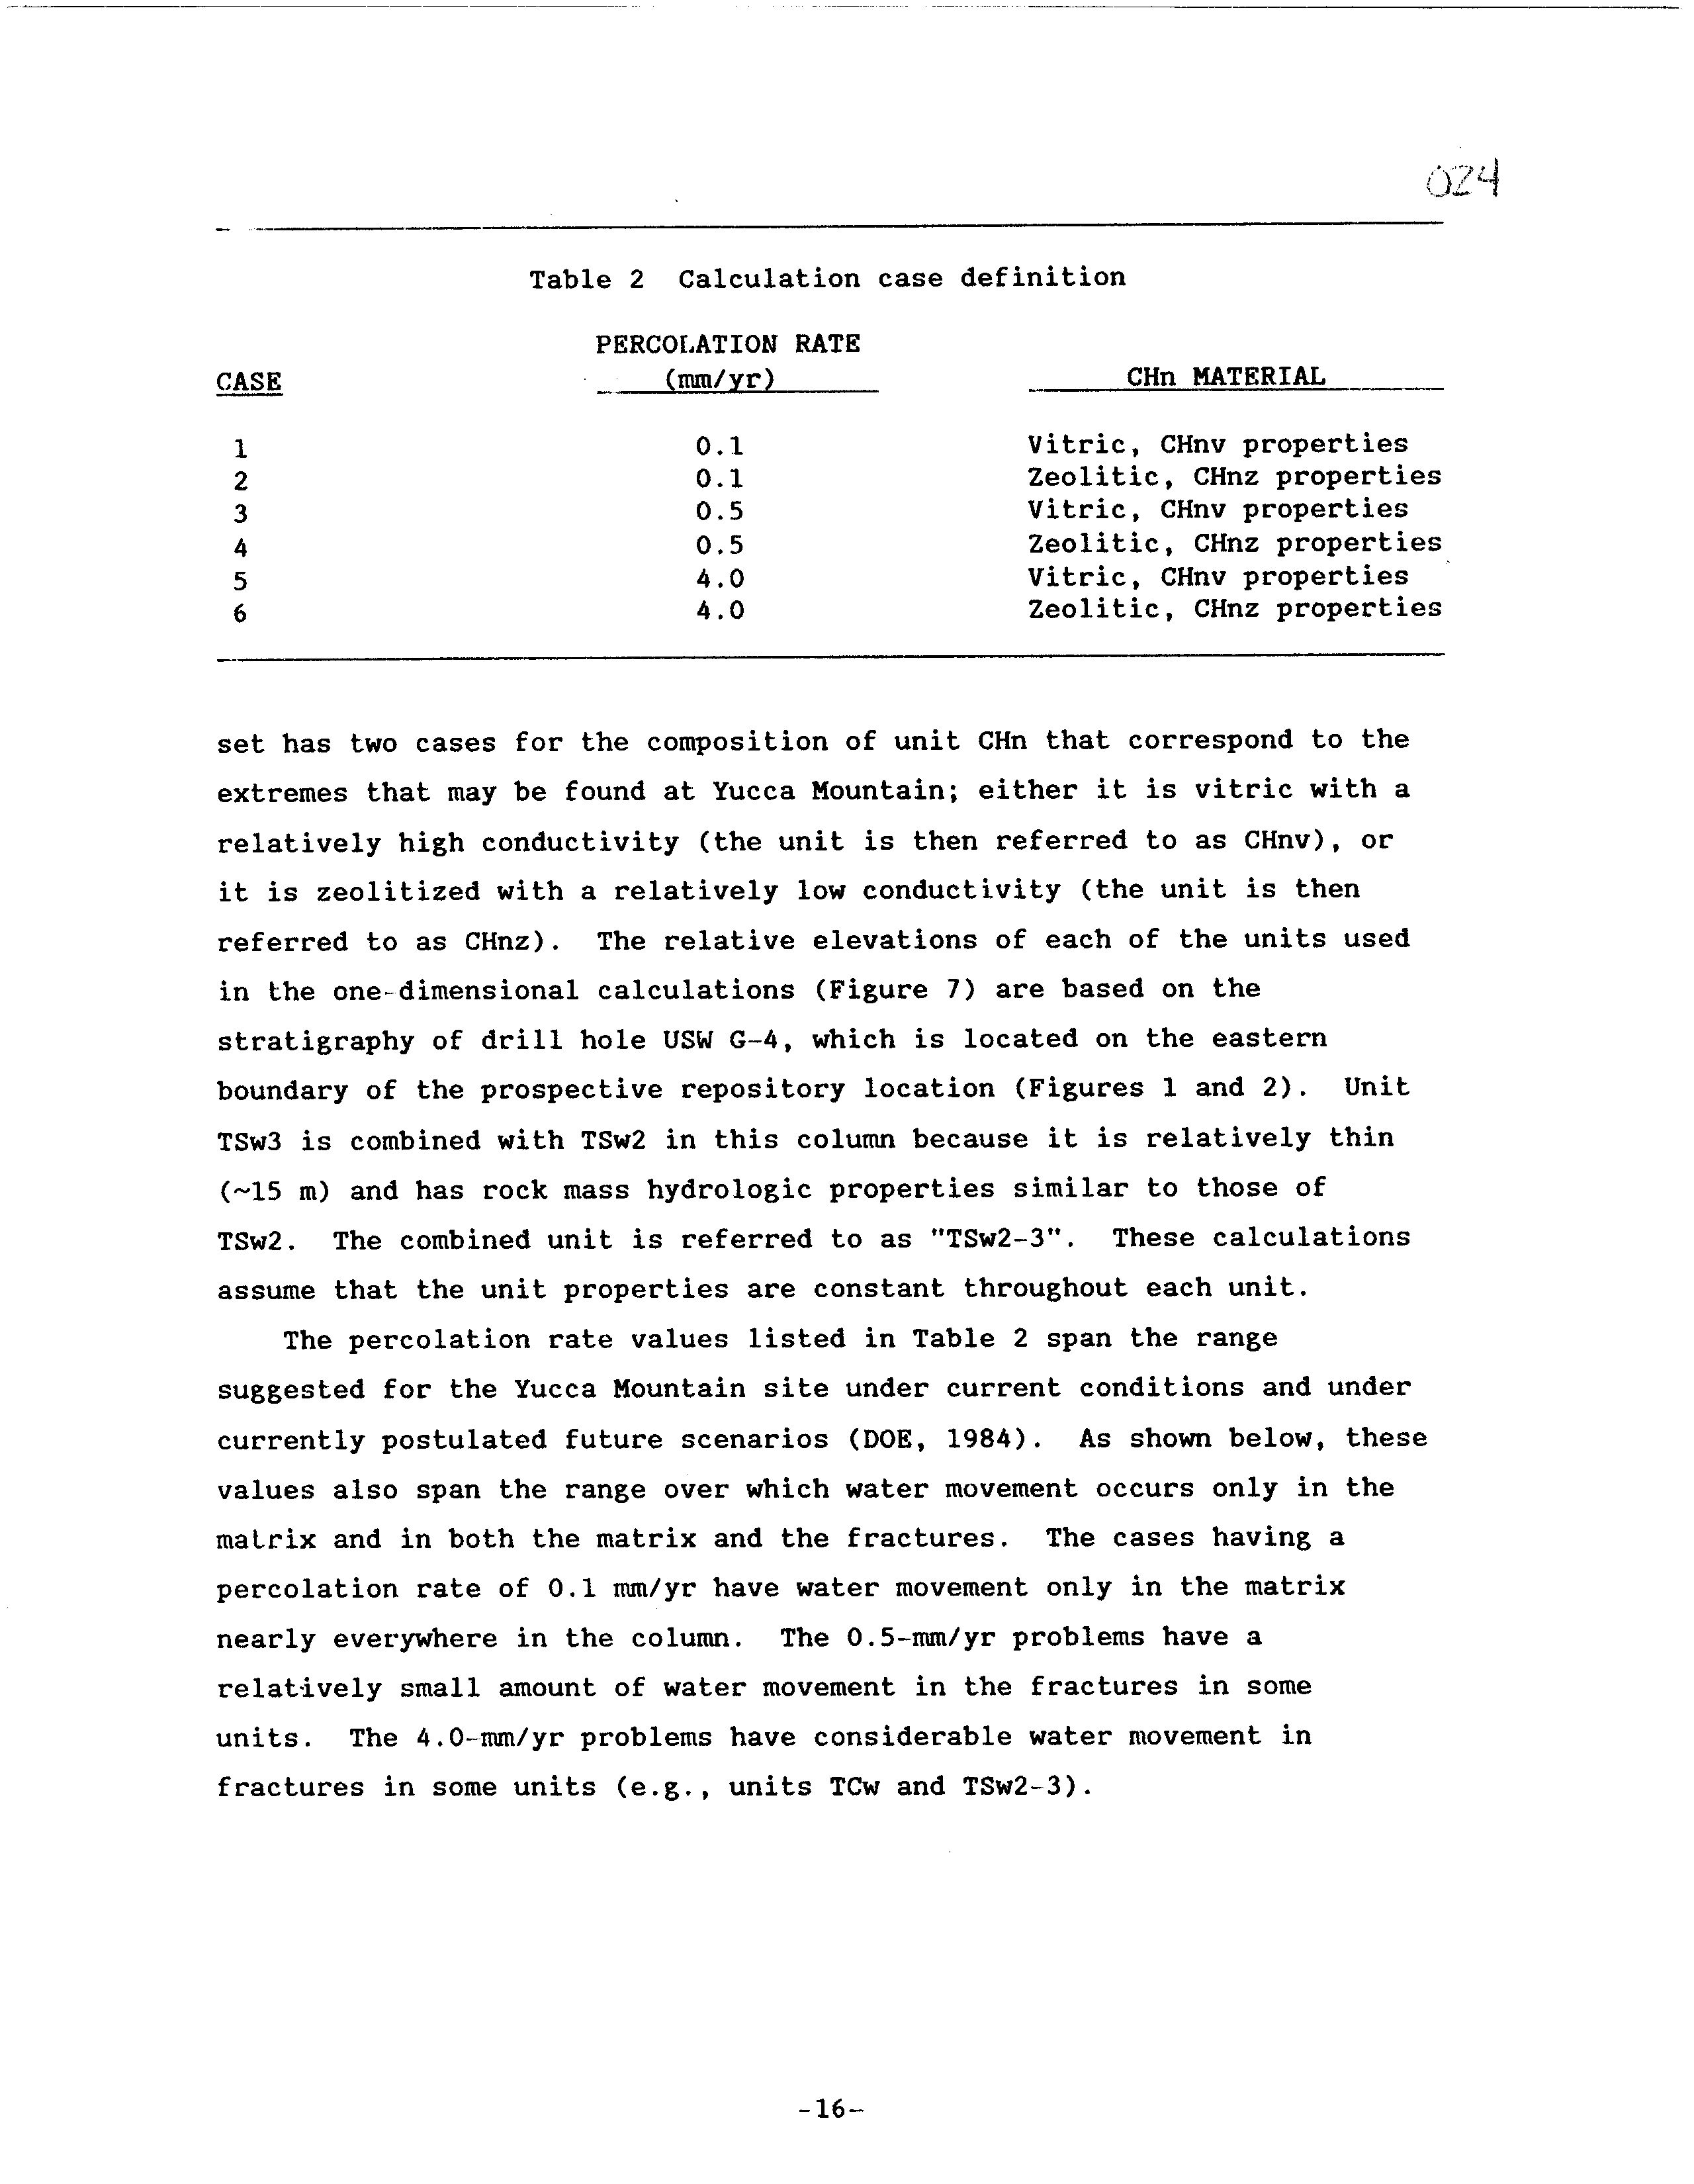 024
Table 2 Calculation case definition
PERCOLATION RATE
CASE (mm/yr) CHn MATERIAL
1 0.1 Vitric, CHnv properties
2 0.1 Zeolitic, CHnz properties
3 0.5 Vitric, CHnv properties
4 0.5 Zeolitic, CHnz properties
5 4.0 Vitric, CHnv properties
6 4.0 Zeolitic, CHnz properties
set has two cases for the composition of unit CHn that correspond to the
extremes that may be found at Yucca Mountain; either it is vitric with a
relatively high conductivity (the unit is then referred to as CHnv), or
it is zeolitized with a relatively low conductivity (the unit is then
referred to as CHnz). The relative elevations of each of the units used
in the one-dimensional calculations (Figure 7) are based on the
stratigraphy of drill hole USW G-4, which is located on the eastern
boundary of the prospective repository location (Figures 1 and 2). Unit
TSw3 is combined with TSw2 in this column because it is relatively thin
(~15 m) and has rock mass hydrologic properties similar to those of
TSw2. The combined unit is referred to as "TSw2-3". These calculations
assume that the unit properties are constant throughout each unit.
The percolation rate values listed in Table 2 span the range
suggested for the Yucca Mountain site under current conditions and under
currently postulated future scenarios (DOE, 1984). As shown below, these
values also span the range over which water movement occurs only in the
matrix and in both the matrix and the fractures. The cases having a
percolation rate of 0.1 mm/yr have water movement only in the matrix
nearly everywhere in the column. The 0.5-mm/yr problems have a
relatively small amount of water movement in the fractures in some
units. The 4.0-mm/yr problems have considerable water movement in
fractures in some units (e.g., units TCw and TSw2-3).
-16-